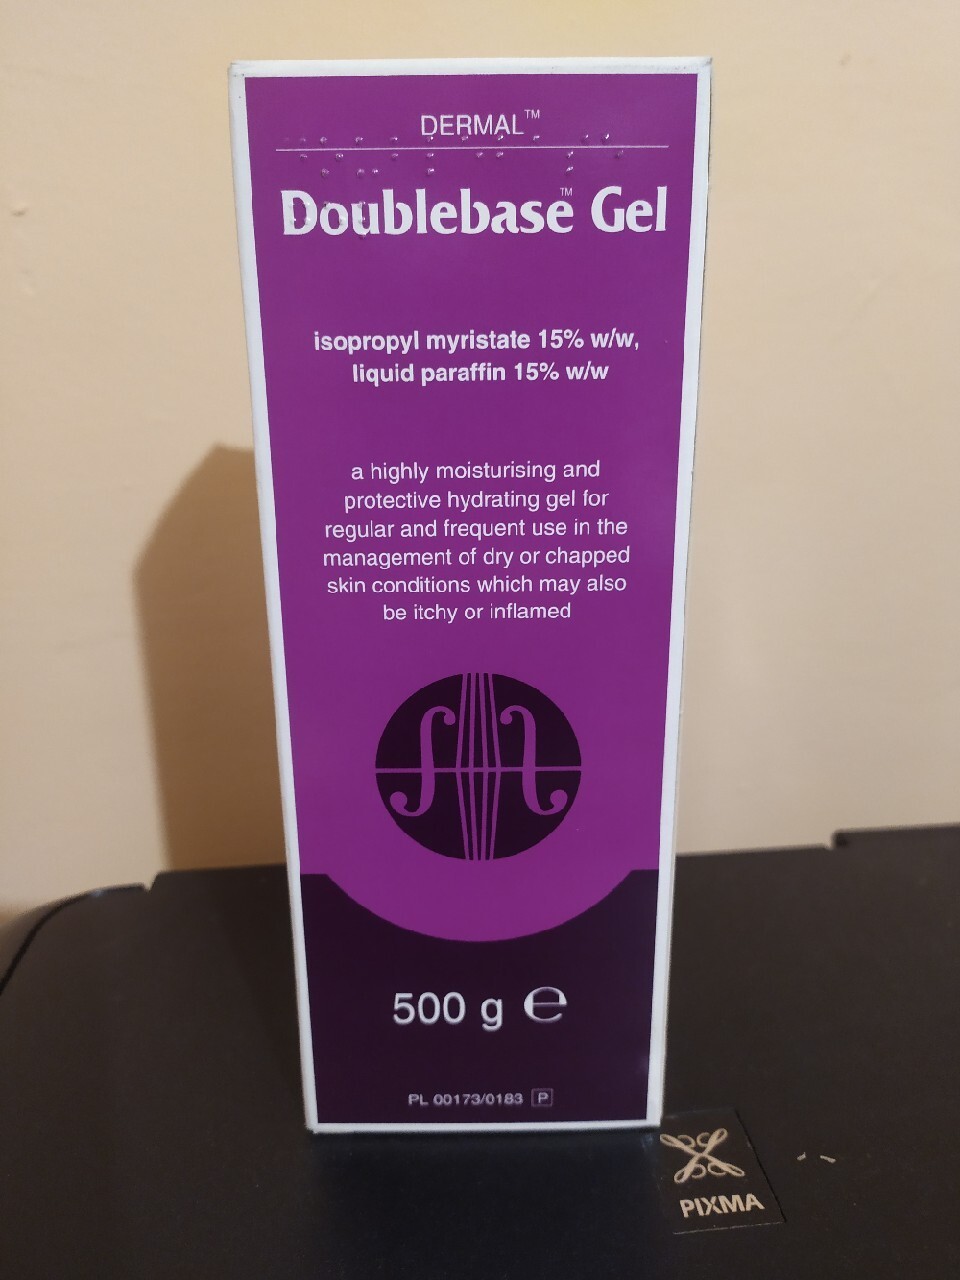 DERMAL™
Doublebase™ Gel
isopropyl myristate 15% w/w,
liquid paraffin 15% w/w
a highly moisturising and
protective hydrating gel for
regular and frequent use in the
management of dry or chapped
skin conditions which may also
be itchy or inflamed
500 g ℮
PL 00173/0183 P
PIXMA